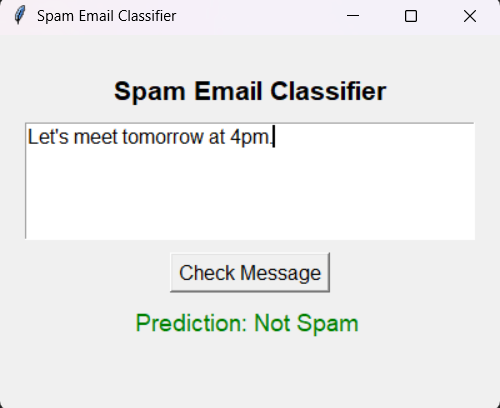 Spam Email Classifier
Spam Email Classifier
Let's meet tomorrow at 4pm.
Check Message
Prediction: Not Spam